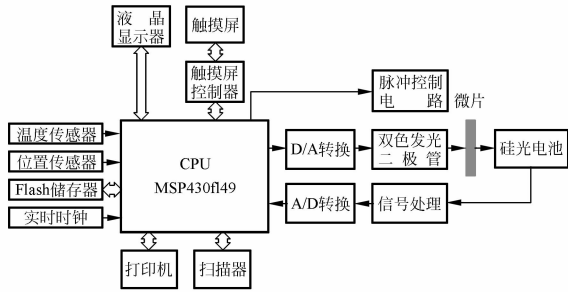 液晶
显示器
触摸屏
触摸屏
控制器
脉冲控制
电路
微片
温度传感器
位置传感器
Flash储存器
实时时钟
CPU
MSP430fl49
D/A转换
双色发光
二极管
硅光电池
A/D转换
信号处理
打印机
扫描器